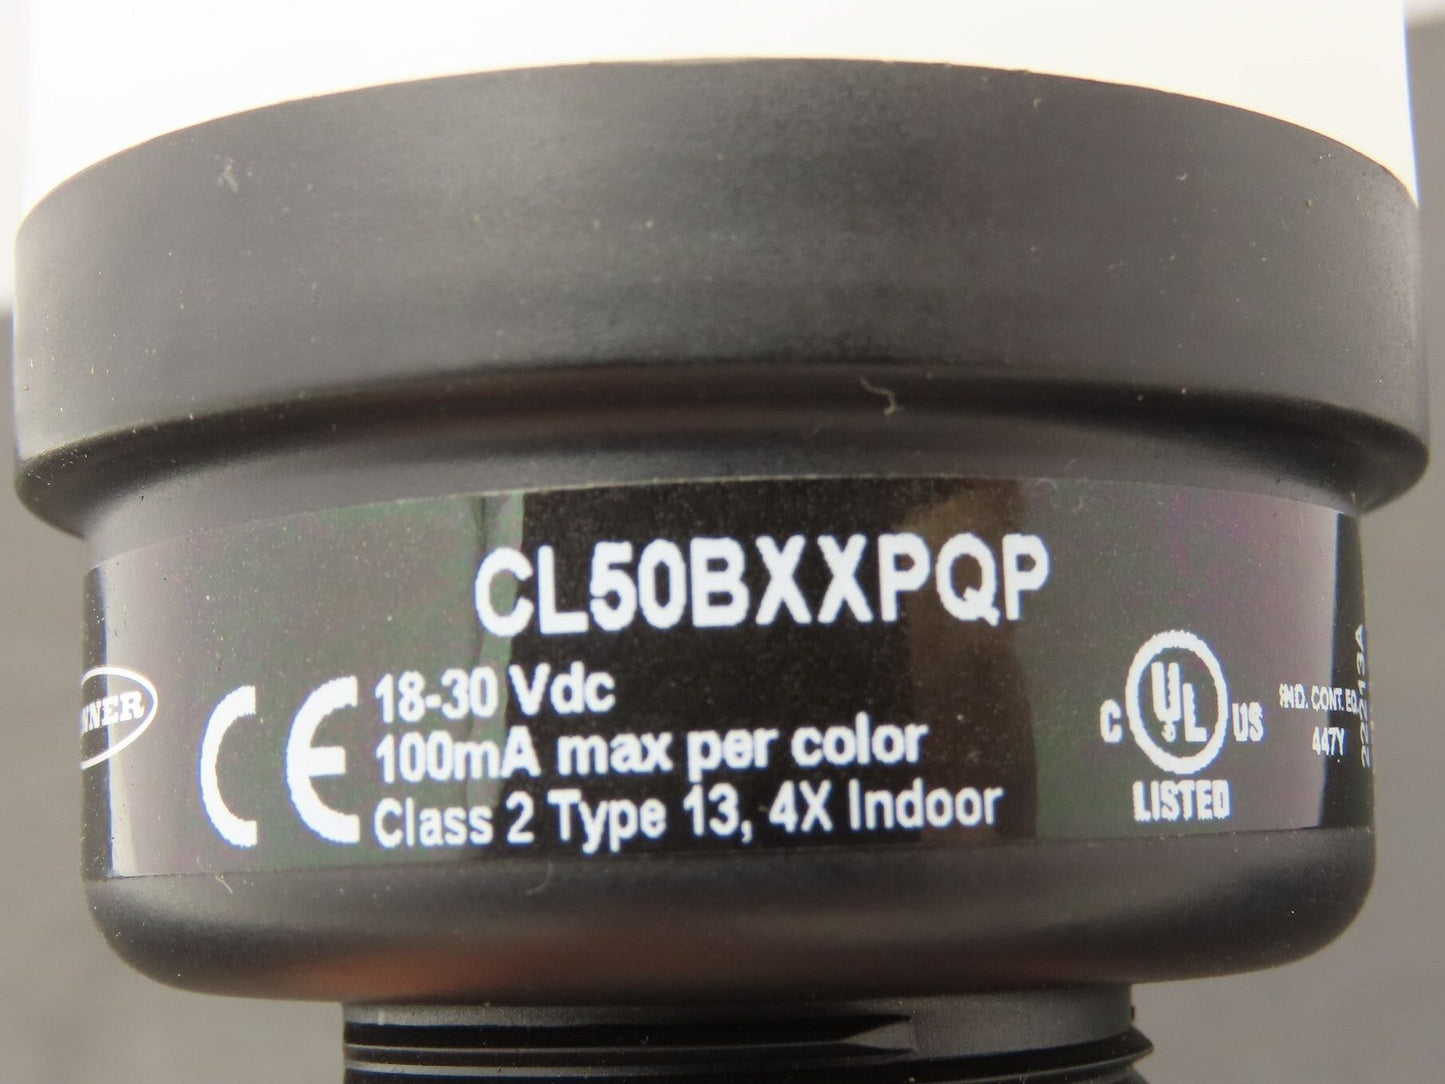 CL50BXXPQP
CE 18-30 Vdc
100mA max per color
Class 2 Type 13, 4X Indoor
C UL US
LISTED
IND. CONT. EQ.
447Y